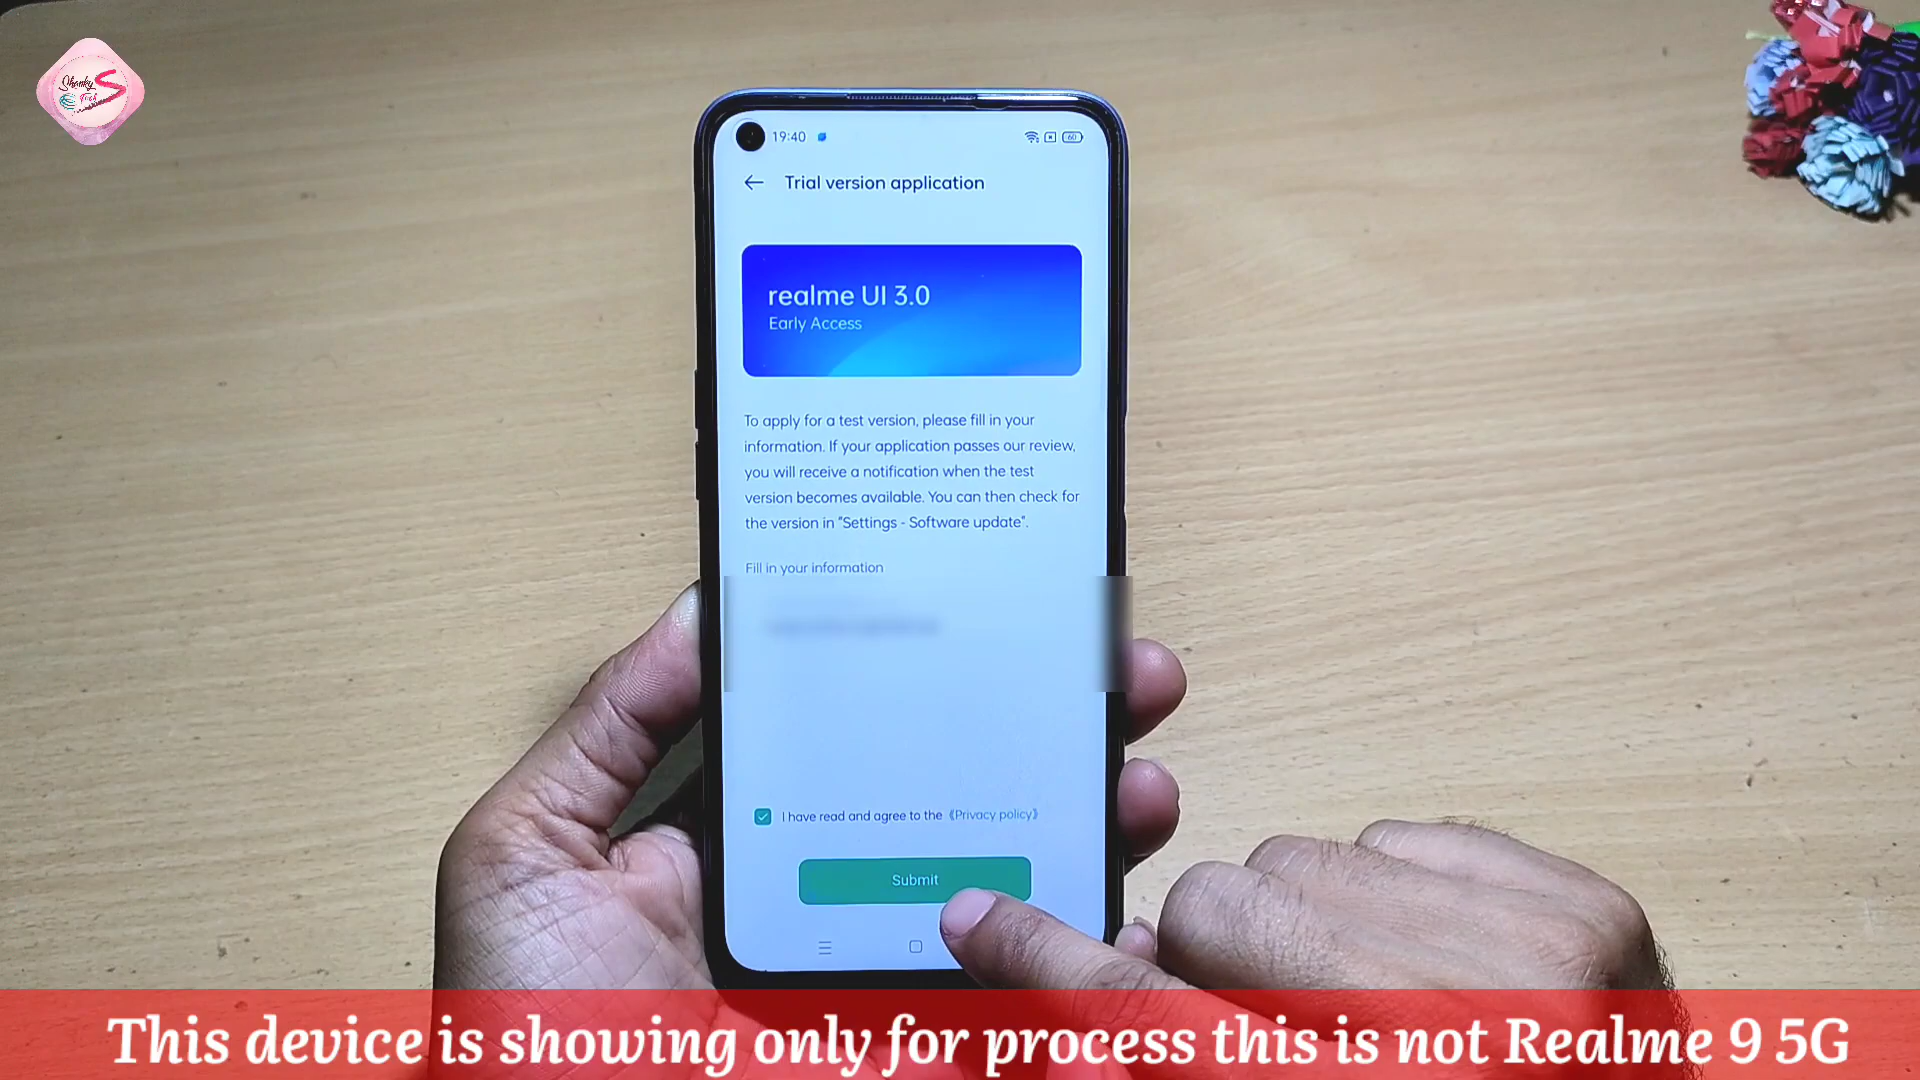 Shanky
Tech
19:40
60
Trial version application
realme UI 3.0
Early Access
To apply for a test version, please fill in your
information. If your application passes our review,
you will receive a notification when the test
version becomes available. You can then check for
the version in "Settings - Software update".
Fill in your information
I have read and agree to the 《Privacy policy》
Submit
This device is showing only for process this is not Realme 9 5G